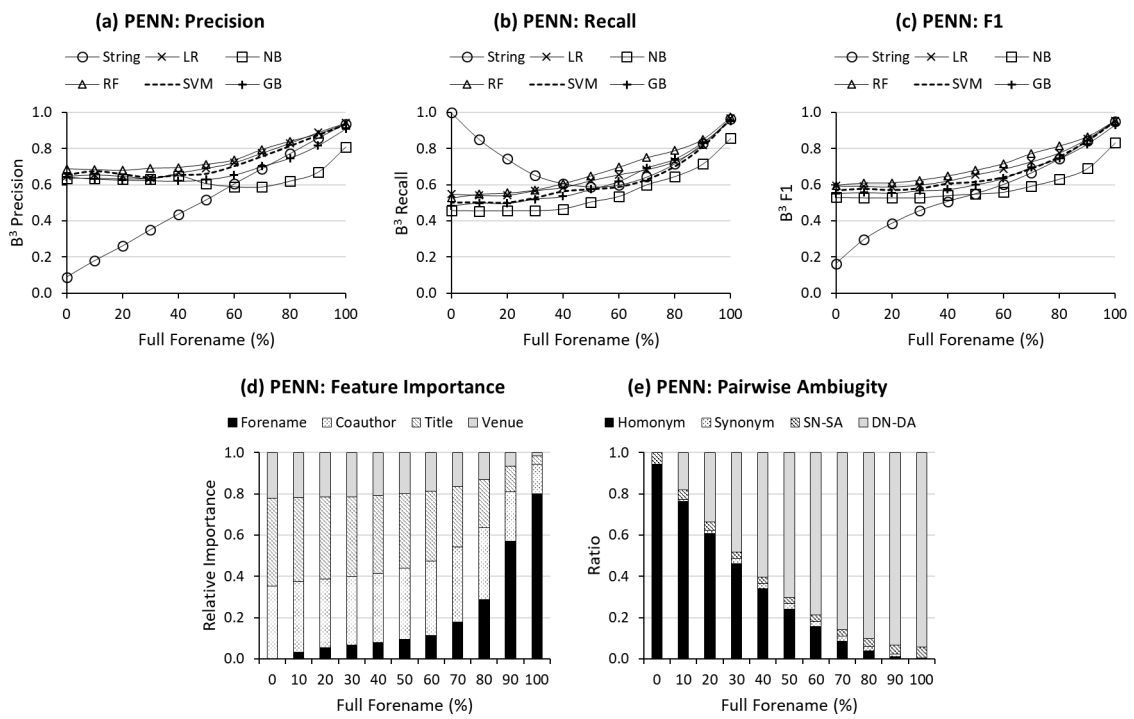 (a) PENN: Precision
String LR NB
RF SVM GB
B³ Precision
1.0
0.8
0.6
0.4
0.2
0.0
0 20 40 60 80 100
Full Forename (%)
(b) PENN: Recall
String LR NB
RF SVM GB
B³ Recall
1.0
0.8
0.6
0.4
0.2
0.0
0 20 40 60 80 100
Full Forename (%)
(c) PENN: F1
String LR NB
RF SVM GB
B³ F1
1.0
0.8
0.6
0.4
0.2
0.0
0 20 40 60 80 100
Full Forename (%)
(d) PENN: Feature Importance
Forename Coauthor Title Venue
Relative Importance
1.0
0.8
0.6
0.4
0.2
0.0
0 10 20 30 40 50 60 70 80 90 100
Full Forename (%)
(e) PENN: Pairwise Ambiugity
Homonym Synonym SN-SA DN-DA
Ratio
1.0
0.8
0.6
0.4
0.2
0.0
0 10 20 30 40 50 60 70 80 90 100
Full Forename (%)